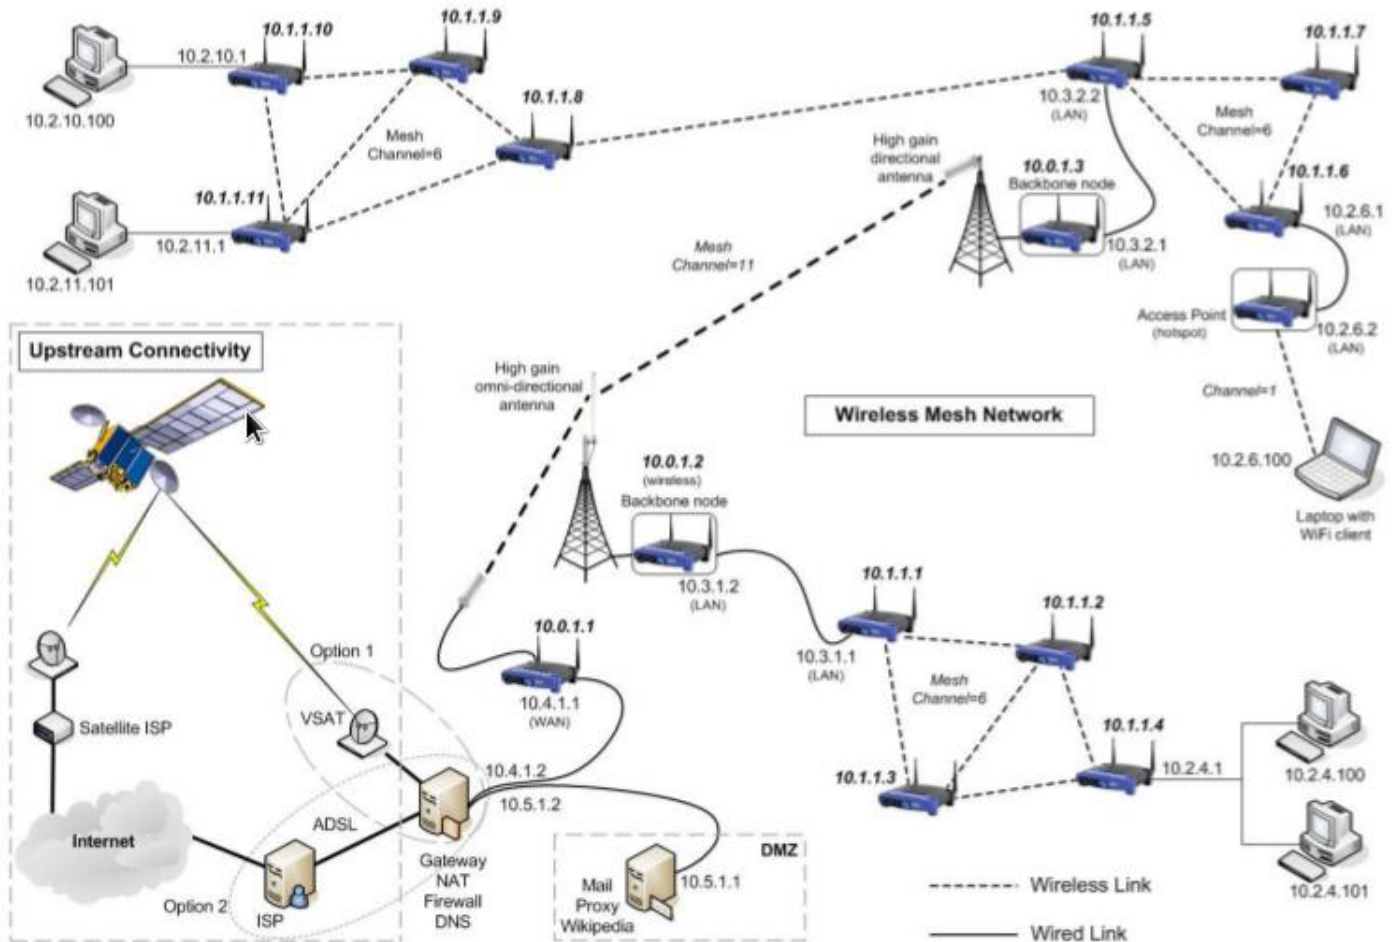 10.1.1.10
10.1.1.9
10.1.1.8
10.2.10.1
10.2.10.100
Mesh
Channel=6
10.1.1.11
10.2.11.1
10.2.11.101
10.1.1.5
10.1.1.7
10.3.2.2
(LAN)
Mesh
Channel=6
High gain
directional
antenna
10.0.1.3
Backbone node
10.1.1.6
10.2.6.1
(LAN)
10.3.2.1
(LAN)
Mesh
Channel=11
Access Point
(hotspot)
10.2.6.2
(LAN)
Channel=1
10.2.6.100
Laptop with
WiFi client
Upstream Connectivity
High gain
omni-directional
antenna
Wireless Mesh Network
10.0.1.2
(wireless)
Backbone node
10.3.1.2
(LAN)
10.1.1.1
10.1.1.2
10.3.1.1
(LAN)
Mesh
Channel=6
10.1.1.3
10.1.1.4
10.2.4.1
10.2.4.100
10.2.4.101
10.0.1.1
10.4.1.1
(WAN)
Option 1
VSAT
Satellite ISP
10.4.1.2
10.5.1.2
ADSL
Internet
Gateway
NAT
Firewall
DNS
Option 2
ISP
DMZ
Mail
Proxy
Wikipedia
10.5.1.1
Wireless Link
Wired Link